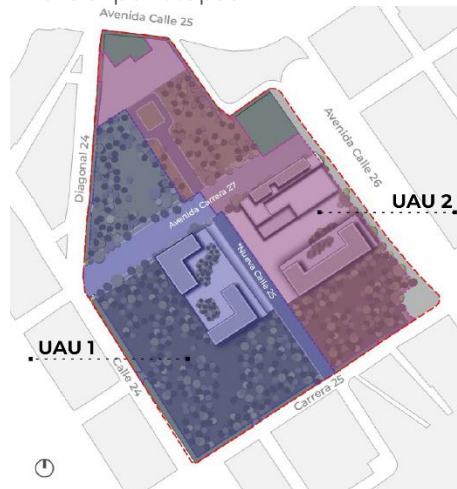 Avenida Calle 25
Diagonal 24
Avenida Calle 26
Avenida Carrera 27
UAU 2
Nueva Calle 25
UAU 1
Calle 24
Carrera 25